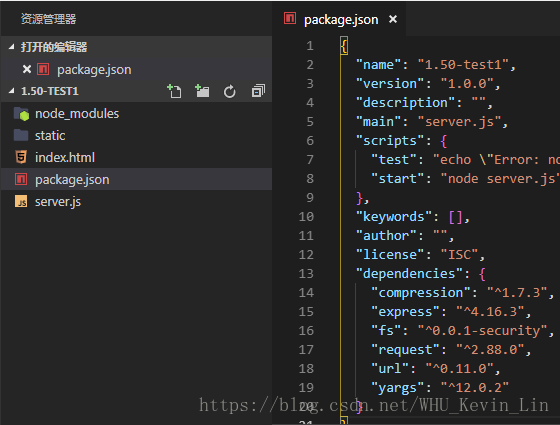 资源管理器
打开的编辑器
package.json
1.50-TEST1
node_modules
static
index.html
package.json
server.js
package.json
1 {
2 "name": "1.50-test1",
3 "version": "1.0.0",
4 "description": "",
5 "main": "server.js",
6 "scripts": {
7 "test": "echo \"Error: no
8 "start": "node server.js"
9 },
10 "keywords": [],
11 "author": "",
12 "license": "ISC",
13 "dependencies": {
14 "compression": "^1.7.3",
15 "express": "^4.16.3",
16 "fs": "^0.0.1-security",
17 "request": "^2.88.0",
18 "url": "^0.11.0",
19 "yargs": "^12.0.2"
20 }
}
https://blog.csdn.net/WHU_Kevin_Lin